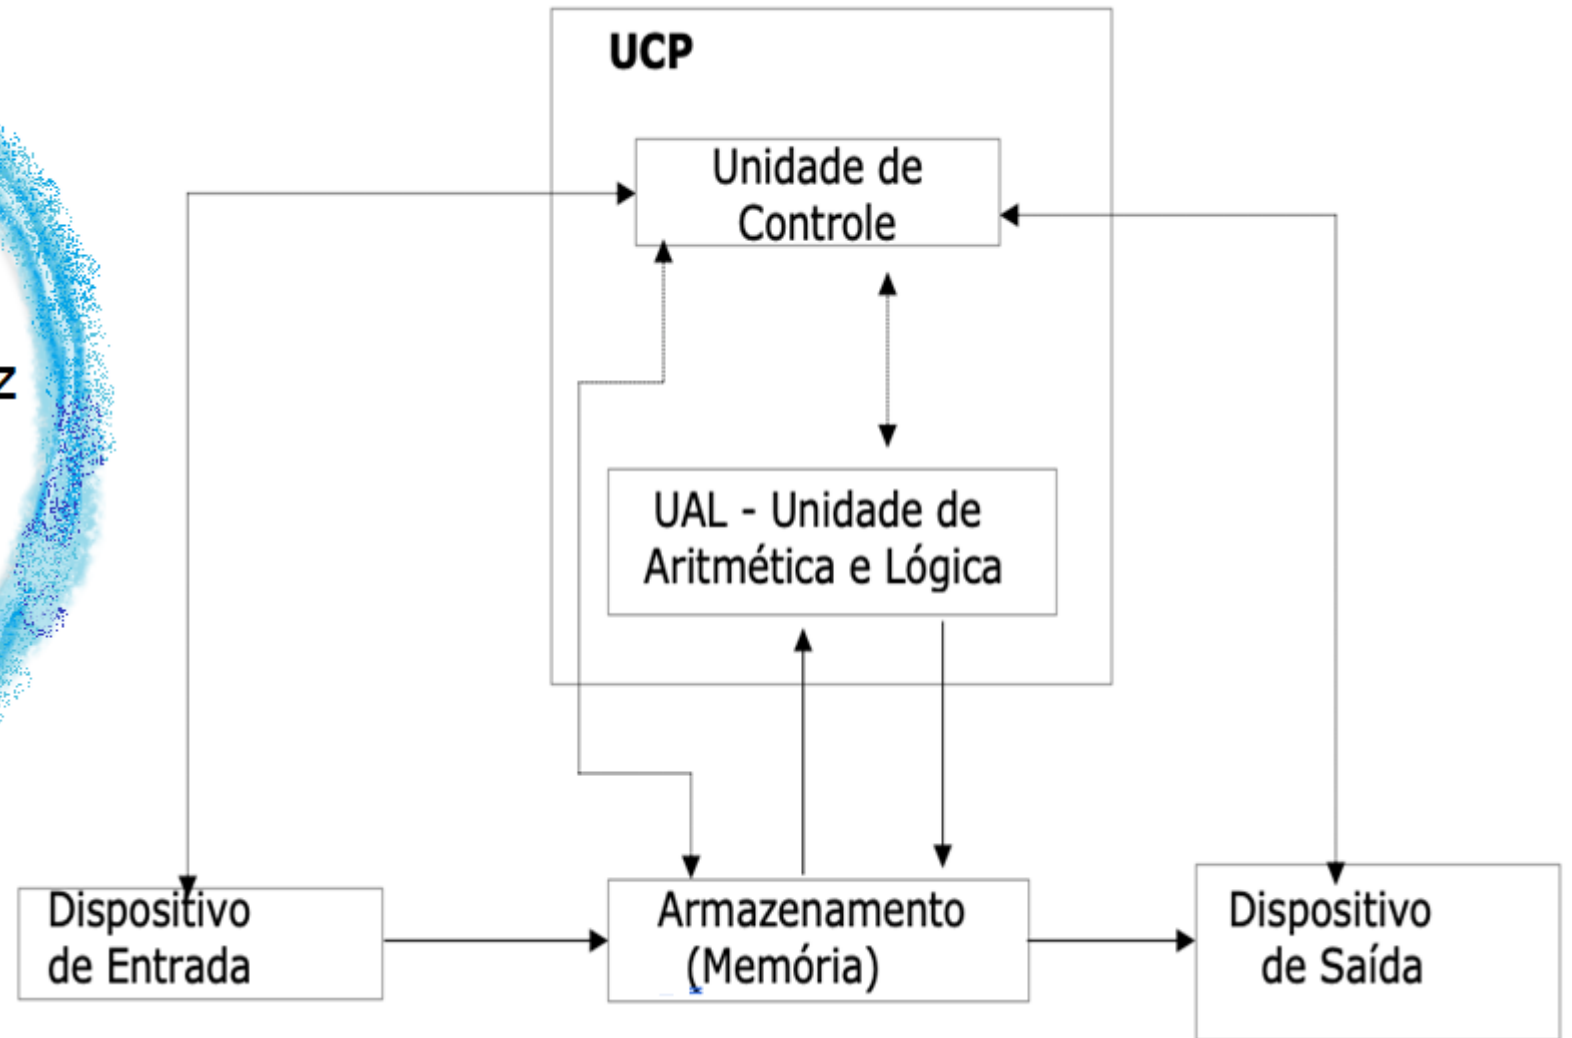 UCP
Unidade de
Controle
z
UAL - Unidade de
Aritmética e Lógica
Dispositivo
de Entrada
Armazenamento
(Memória)
Dispositivo
de Saída